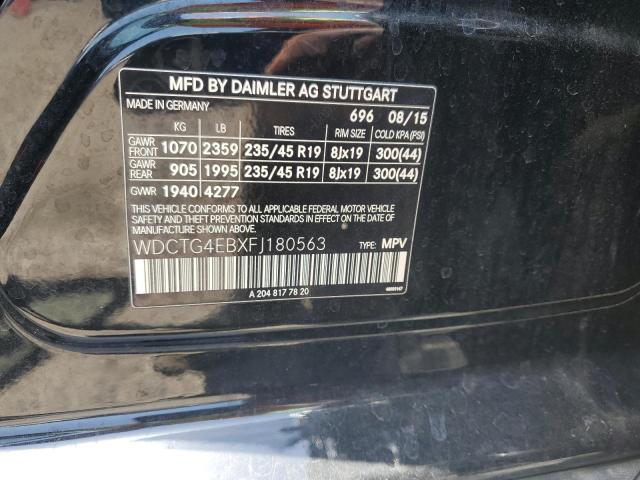 MFD BY DAIMLER AG STUTTGART
MADE IN GERMANY 696 08/15
KG LB TIRES RIM SIZE COLD KPA(PSI)
GAWR FRONT 1070 2359 235/45 R19 8Jx19 300(44)
GAWR REAR 905 1995 235/45 R19 8Jx19 300(44)
GVWR 1940 4277
THIS VEHICLE CONFORMS TO ALL APPLICABLE FEDERAL MOTOR VEHICLE
SAFETY AND THEFT PREVENTION STANDARDS IN EFFECT ON THE DATE
OF MANUFACTURE SHOWN ABOVE.
WDCTG4EBXFJ180563 TYPE: MPV
A 204 817 78 20